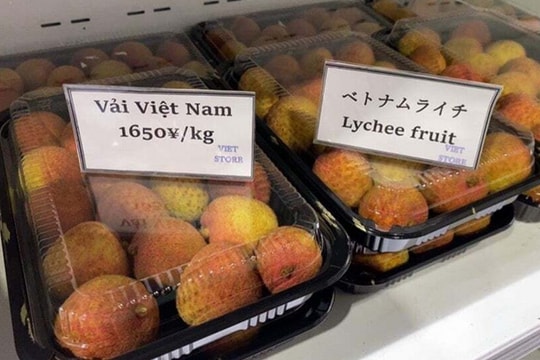 Vải Việt Nam
1650¥/kg
VIET
STORE
ベトナムライチ
Lychee fruit
VIET
STORE